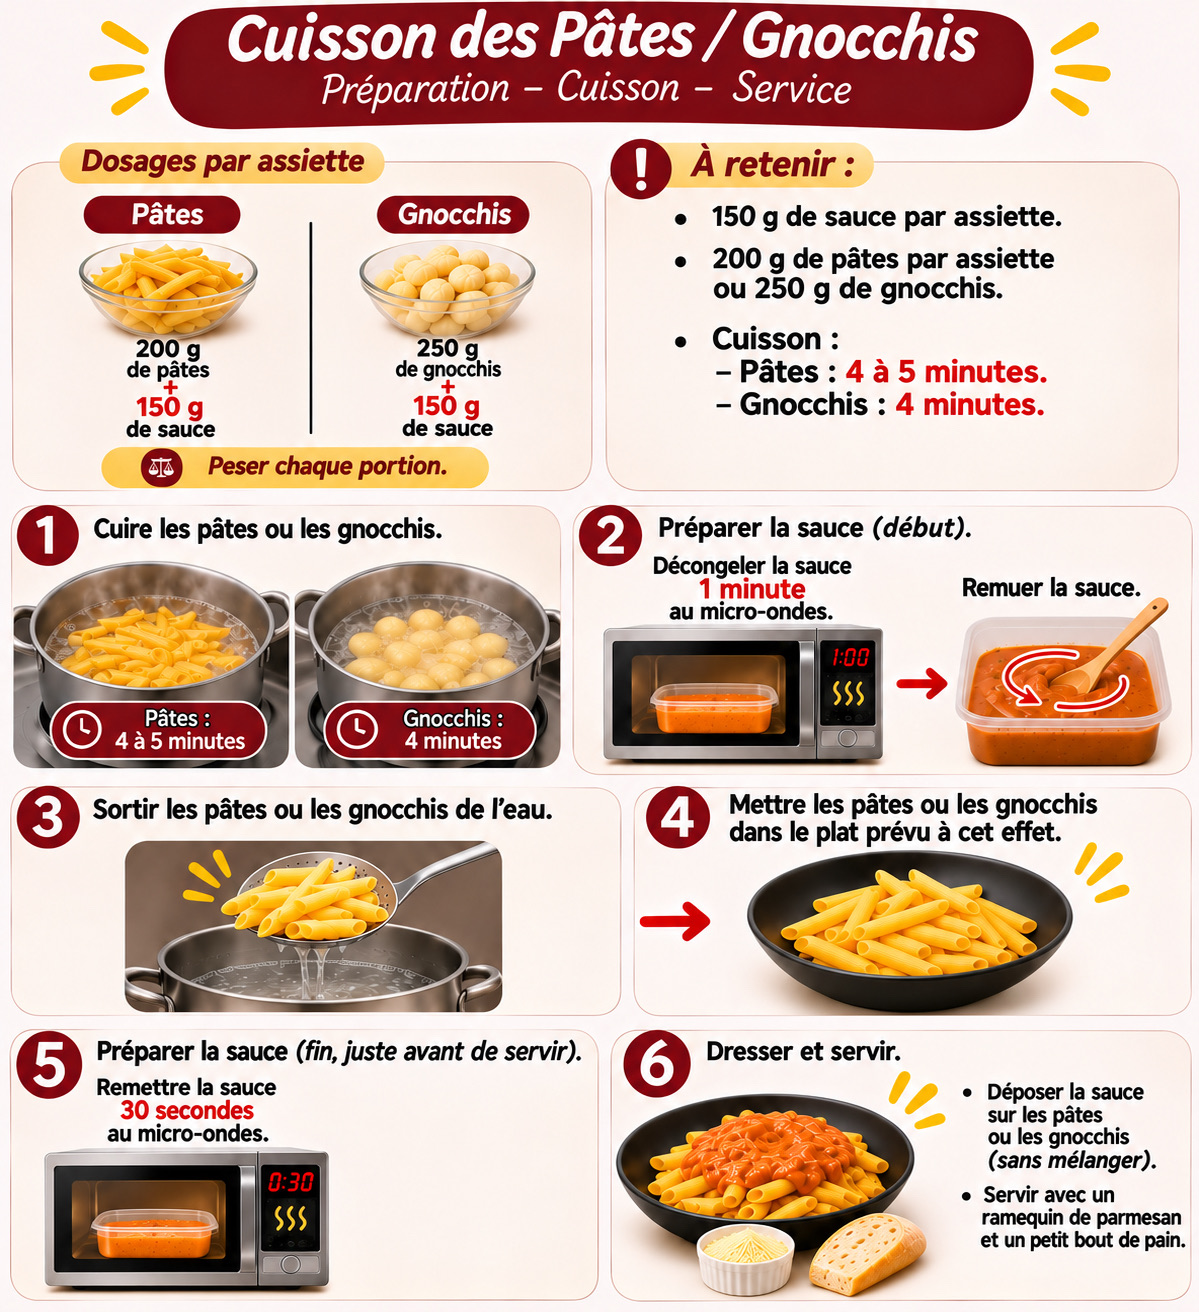 Cuisson des Pâtes / Gnocchis
Préparation – Cuisson – Service
Dosages par assiette
Pâtes
200 g
de pâtes
+
150 g
de sauce
Gnocchis
250 g
de gnocchis
+
150 g
de sauce
Peser chaque portion.
! À retenir :
• 150 g de sauce par assiette.
• 200 g de pâtes par assiette
ou 250 g de gnocchis.
• Cuisson :
– Pâtes : 4 à 5 minutes.
– Gnocchis : 4 minutes.
1 Cuire les pâtes ou les gnocchis.
Pâtes :
4 à 5 minutes
Gnocchis :
4 minutes
2 Préparer la sauce (début).
Décongeler la sauce
1 minute
au micro-ondes.
1:00
Remuer la sauce.
3 Sortir les pâtes ou les gnocchis de l'eau.
4 Mettre les pâtes ou les gnocchis
dans le plat prévu à cet effet.
5 Préparer la sauce (fin, juste avant de servir).
Remettre la sauce
30 secondes
au micro-ondes.
0:30
6 Dresser et servir.
• Déposer la sauce
sur les pâtes
ou les gnocchis
(sans mélanger).
• Servir avec un
ramequin de parmesan
et un petit bout de pain.